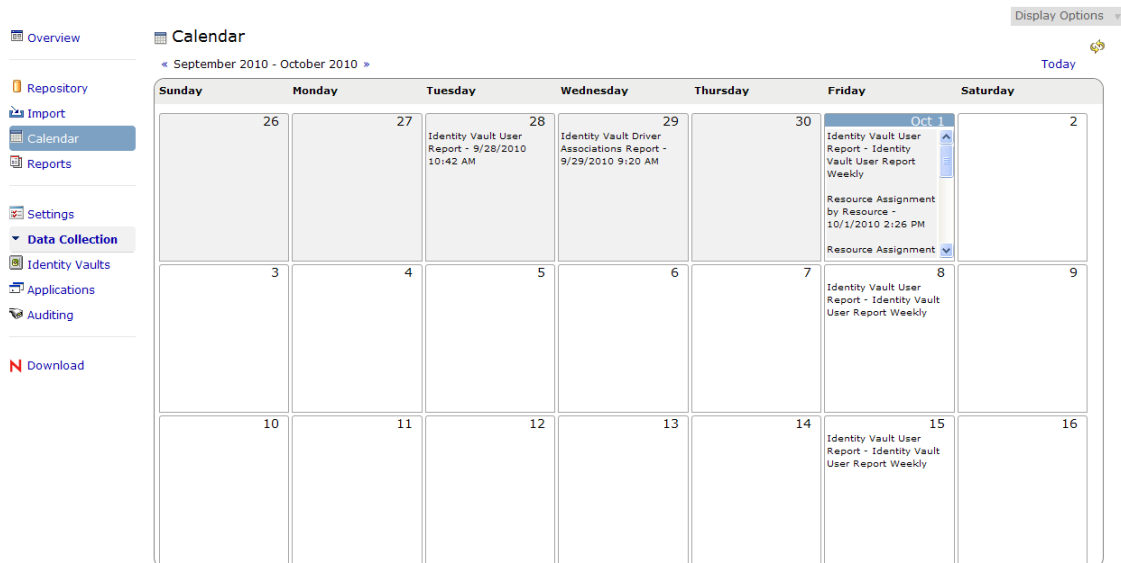 Display Options
Overview
Calendar
« September 2010 - October 2010 »
Today
Repository
Import
Calendar
Reports
Settings
Data Collection
Identity Vaults
Applications
Auditing
N Download
Sunday Monday Tuesday Wednesday Thursday Friday Saturday
26
27
28
Identity Vault User
Report - 9/28/2010
10:42 AM
29
Identity Vault Driver
Associations Report -
9/29/2010 9:20 AM
30
Oct 1
Identity Vault User
Report - Identity
Vault User Report
Weekly
Resource Assignment
by Resource -
10/1/2010 2:26 PM
Resource Assignment
2
3
4
5
6
7
8
Identity Vault User
Report - Identity Vault
User Report Weekly
9
10
11
12
13
14
15
Identity Vault User
Report - Identity Vault
User Report Weekly
16